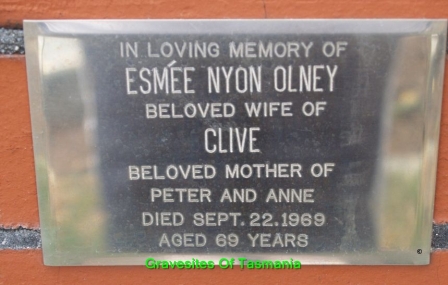 IN LOVING MEMORY OF
ESMÉE NYON OLNEY
BELOVED WIFE OF
CLIVE
BELOVED MOTHER OF
PETER AND ANNE
DIED SEPT. 22. 1969
AGED 69 YEARS
©
Gravesites Of Tasmania